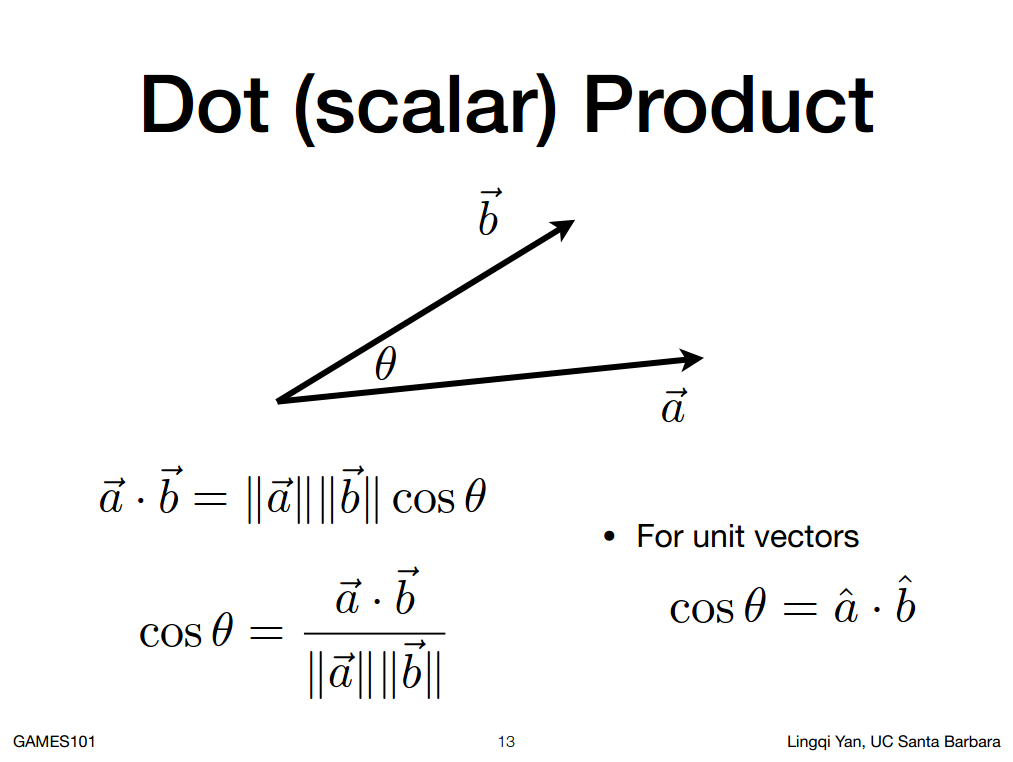 Dot (scalar) Product
$\vec{b}$
$\theta$
$\vec{a}$
$\vec{a} \cdot \vec{b} = \|\vec{a}\| \|\vec{b}\| \cos\theta$
$\cos\theta = \frac{\vec{a} \cdot \vec{b}}{\|\vec{a}\| \|\vec{b}\|}$
• For unit vectors
$\cos\theta = \hat{a} \cdot \hat{b}$
GAMES101
13
Lingqi Yan, UC Santa Barbara